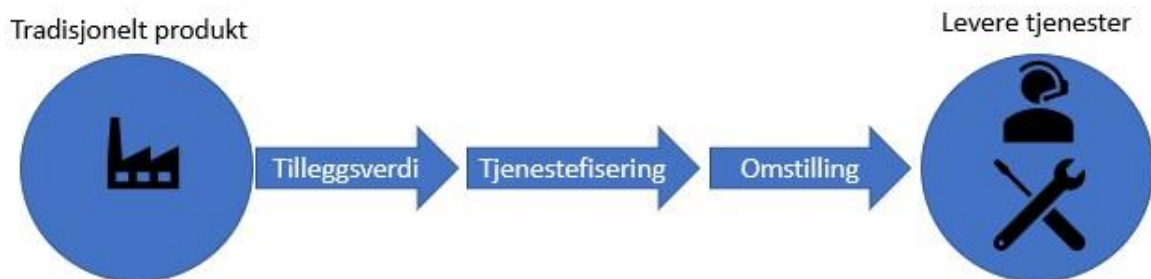 Tradisjonelt produkt
Levere tjenester
Tilleggsverdi
Tjenestefisering
Omstilling